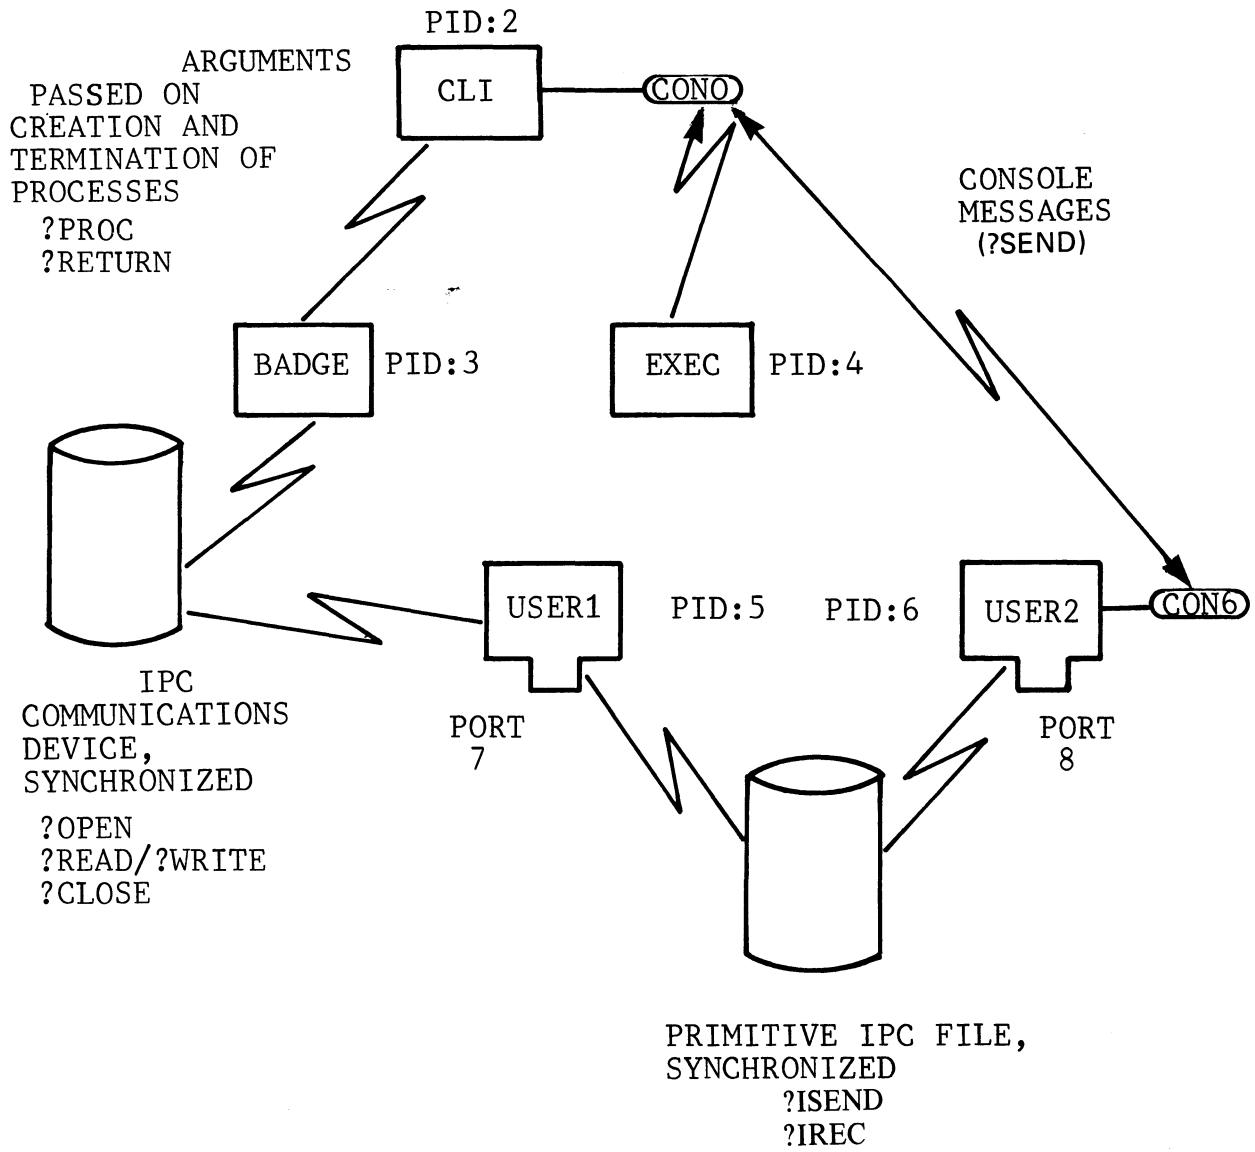 PID:2
ARGUMENTS
PASSED ON
CREATION AND
TERMINATION OF
PROCESSES
?PROC
?RETURN
CLI
CONO
CONSOLE
MESSAGES
(?SEND)
BADGE
PID:3
EXEC
PID:4
USER1
PID:5
PID:6
USER2
CON6
IPC
COMMUNICATIONS
DEVICE,
SYNCHRONIZED
?OPEN
?READ/?WRITE
?CLOSE
PORT
7
PORT
8
PRIMITIVE IPC FILE,
SYNCHRONIZED
?ISEND
?IREC